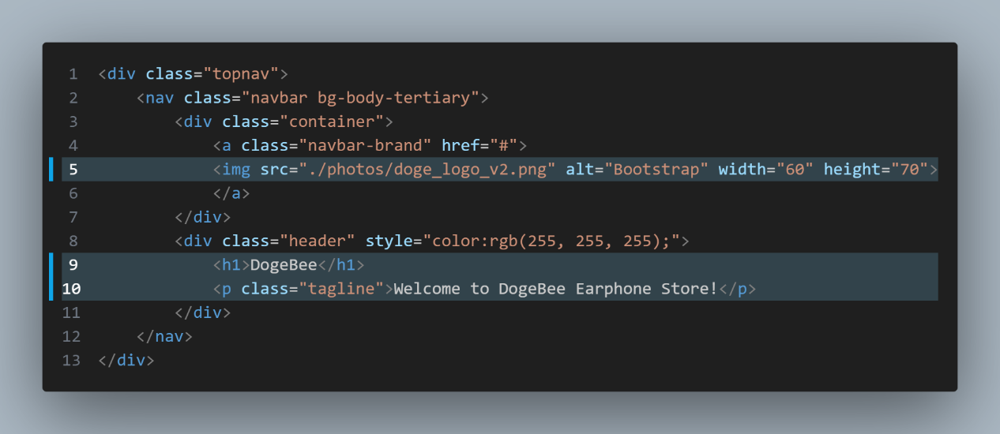 1 <div class="topnav">
2     <nav class="navbar bg-body-tertiary">
3         <div class="container">
4             <a class="navbar-brand" href="#">
5             <img src="./photos/doge_logo_v2.png" alt="Bootstrap" width="60" height="70">
6             </a>
7         </div>
8         <div class="header" style="color:rgb(255, 255, 255);">
9             <h1>DogeBee</h1>
10             <p class="tagline">Welcome to DogeBee Earphone Store!</p>
11         </div>
12     </nav>
13 </div>